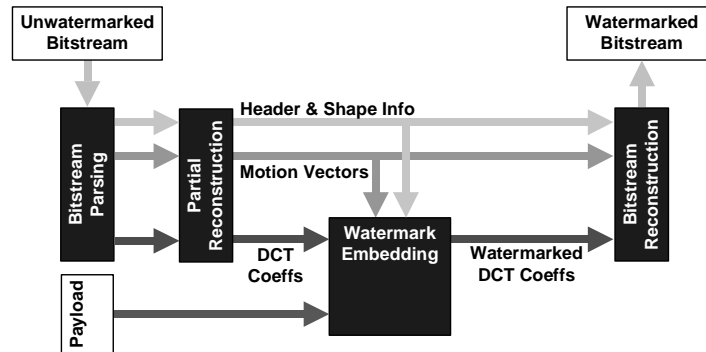 Unwatermarked
Bitstream
Watermarked
Bitstream
Header & Shape Info
Bitstream
Parsing
Partial
Reconstruction
Motion Vectors
Bitstream
Reconstruction
Watermark
Embedding
DCT
Coeffs
Watermarked
DCT Coeffs
Payload